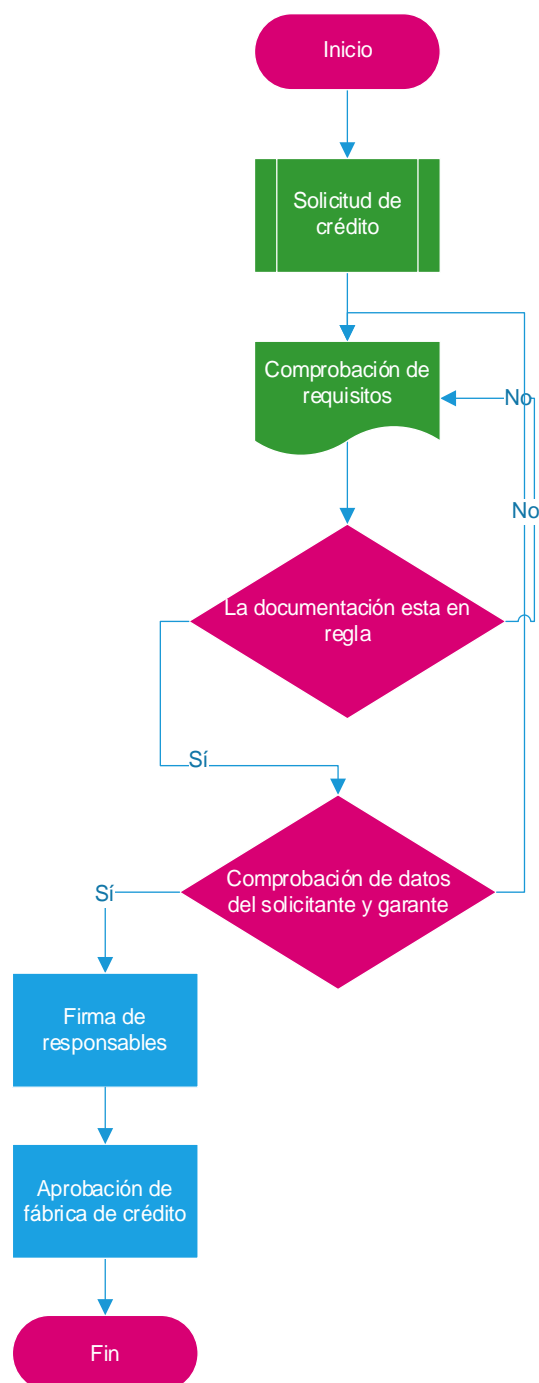 Inicio
Solicitud de
crédito
Comprobación de
requisitos
No
No
La documentación esta en
regla
Sí
Comprobación de datos
del solicitante y garante
Sí
Firma de
responsables
Aprobación de
fábrica de crédito
Fin